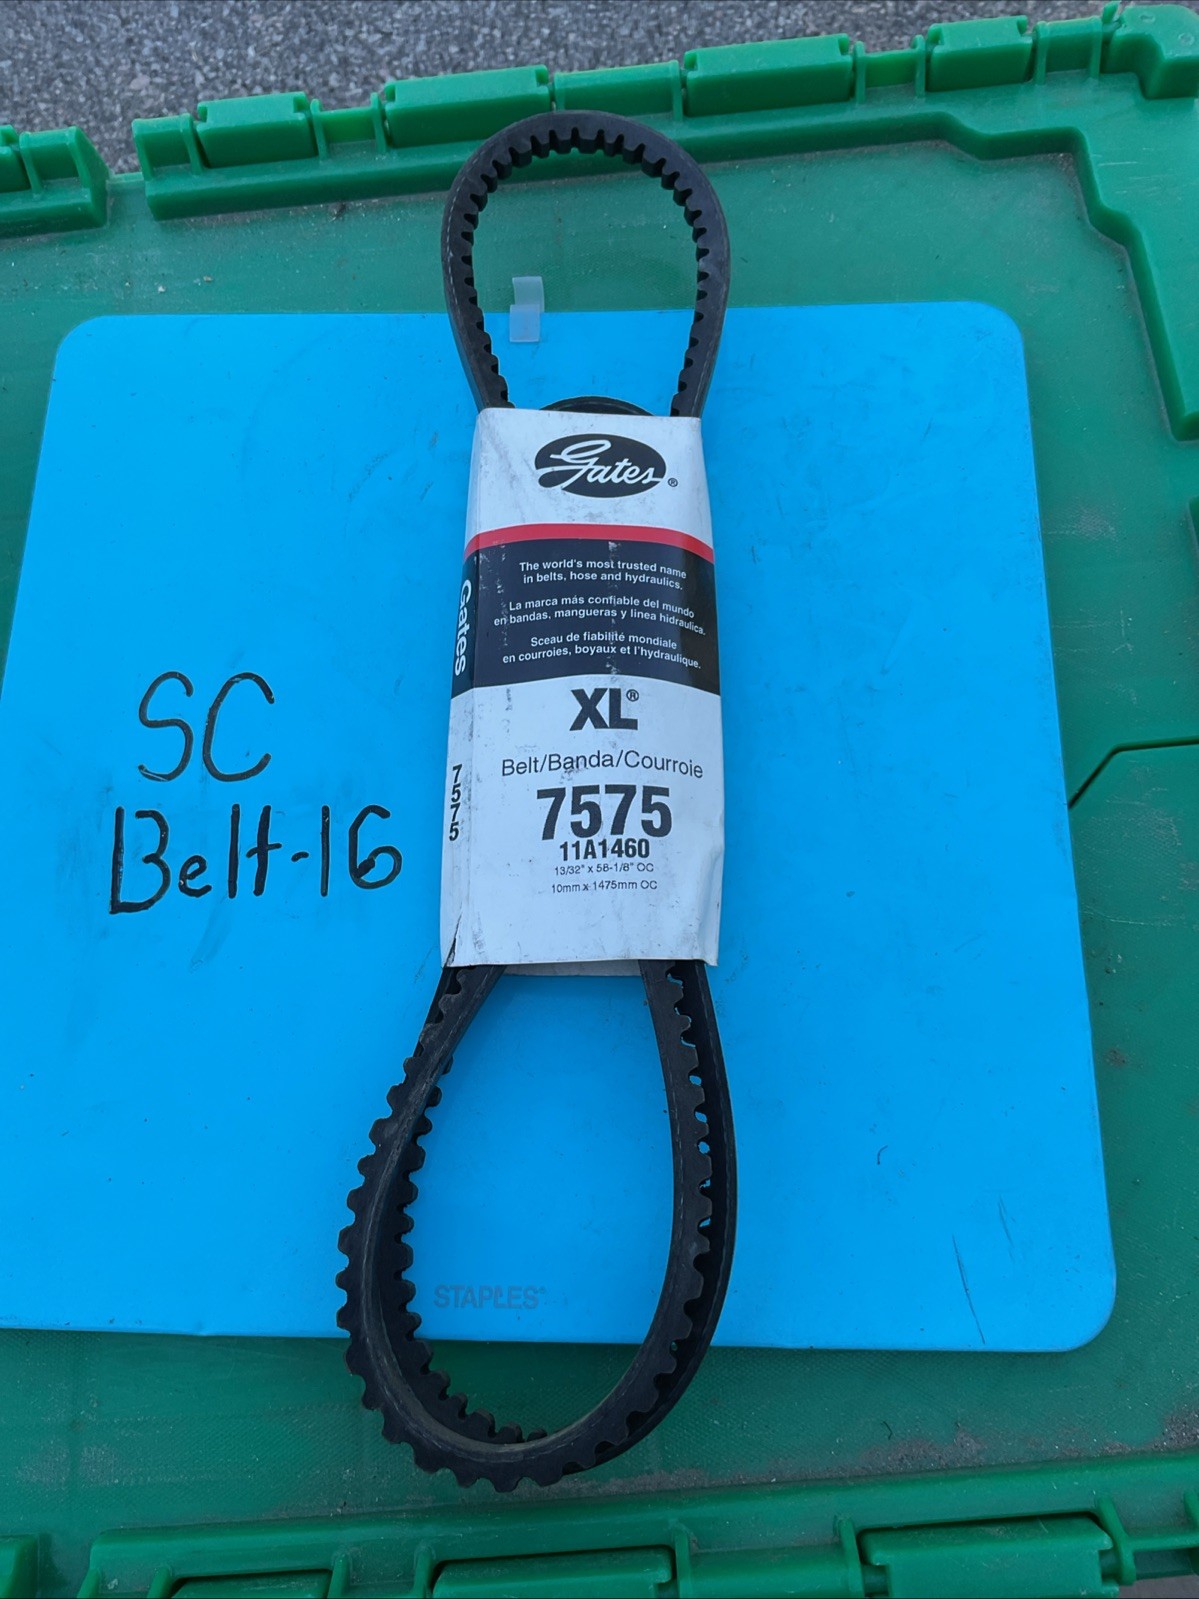 Gates®
The world's most trusted name
in belts, hose and hydraulics.
La marca más confiable del mundo
en bandas, mangueras y linea hidraulica.
Sceau de fiabilité mondiale
en courroies, boyaux et l'hydraulique.
XL®
Belt/Banda/Courroie
7575
11A1460
13/32" x 58-1/8" OC
10mm x 1475mm OC
Gates
7575
SC
Belt-16
STAPLES®